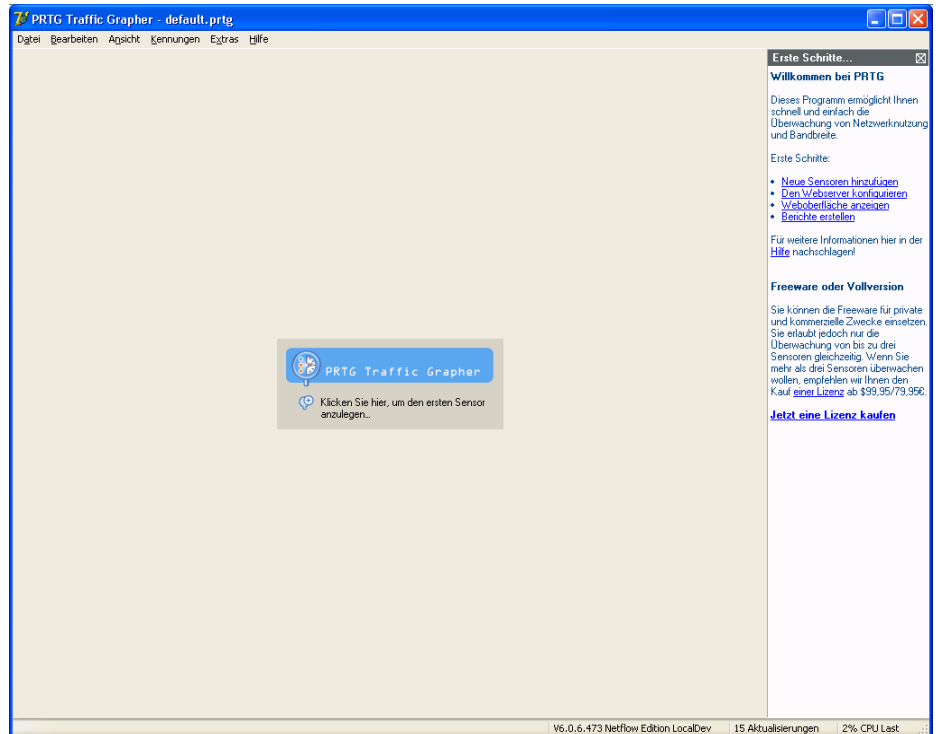 PRTG Traffic Grapher - default.prtg
Datei Bearbeiten Ansicht Kennungen Extras Hilfe
Erste Schritte...
Willkommen bei PRTG
Dieses Programm ermöglicht Ihnen
schnell und einfach die
Überwachung von Netzwerknutzung
und Bandbreite.
Erste Schritte:
• Neue Sensoren hinzufügen
• Den Webserver konfigurieren
• Weboberfläche anzeigen
• Berichte erstellen
Für weitere Informationen hier in der
Hilfe nachschlagen!
Freeware oder Vollversion
Sie können die Freeware für private
und kommerzielle Zwecke einsetzen.
Sie erlaubt jedoch nur die
Überwachung von bis zu drei
Sensoren gleichzeitig. Wenn Sie
mehr als drei Sensoren überwachen
wollen, empfehlen wir Ihnen den
Kauf einer Lizenz ab $99,95/79,95€.
Jetzt eine Lizenz kaufen
PRTG Traffic Grapher
Klicken Sie hier, um den ersten Sensor
anzulegen...
V6.0.6.473 Netflow Edition LocalDev 15 Aktualisierungen 2% CPU Last